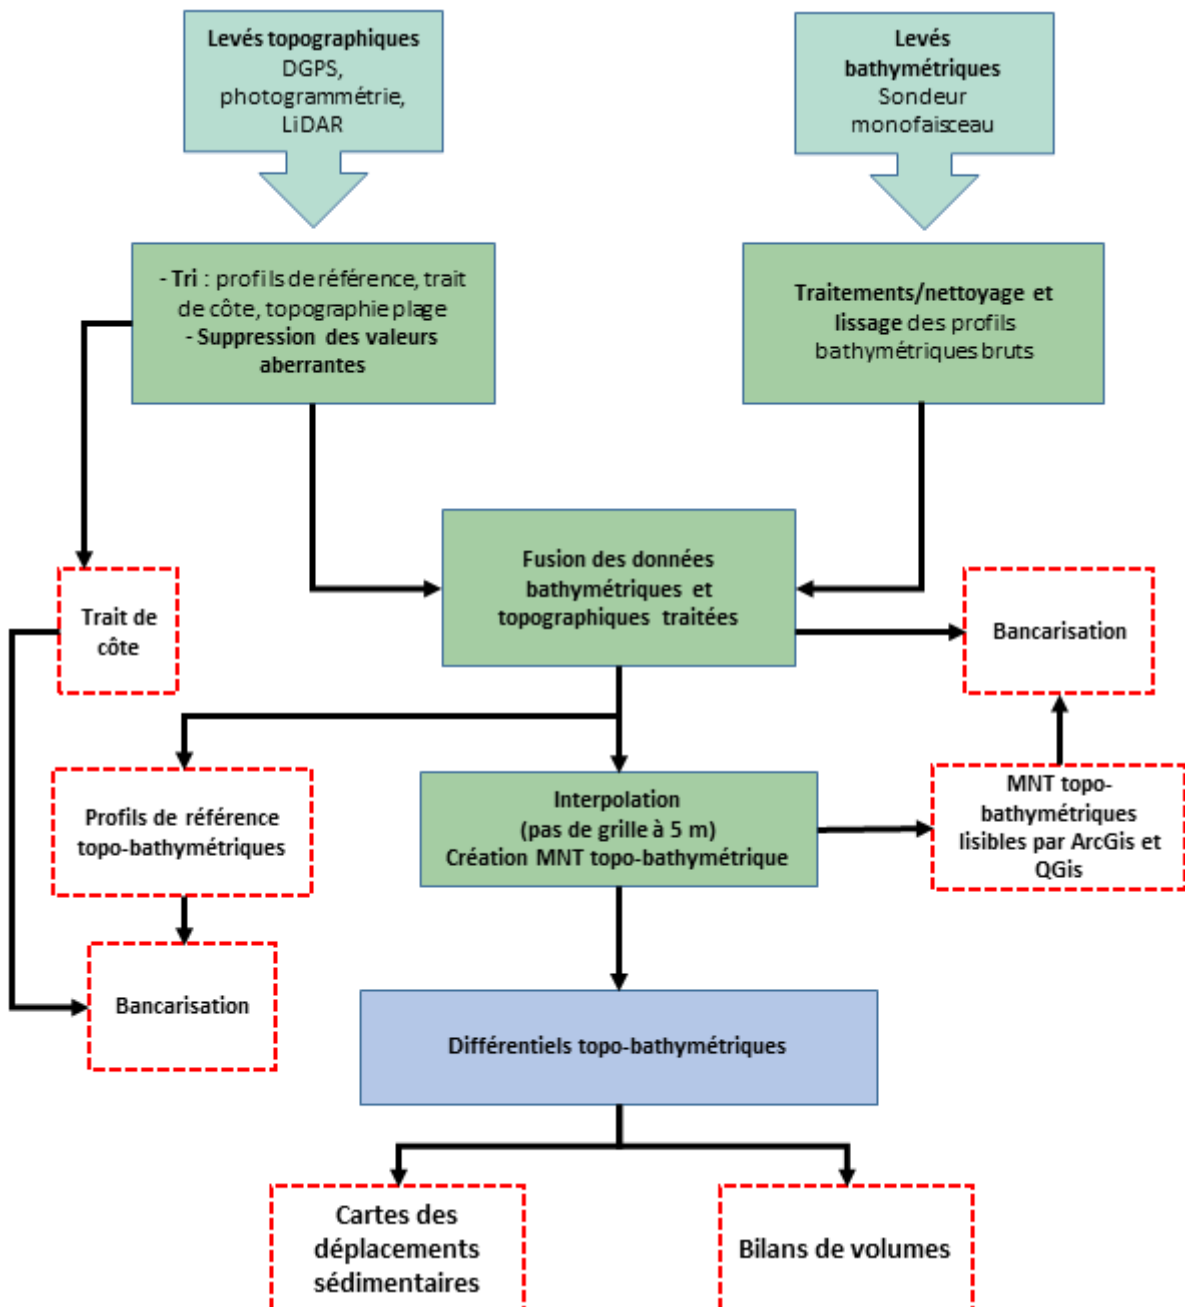 Levés topographiques
DGPS,
photogrammétrie,
LiDAR
Levés
bathymétriques
Sondeur
monofaisceau
- Tri : profils de référence, trait
de côte, topographie plage
- Suppression des valeurs
aberrantes
Traitements/nettoyage et
lissage des profils
bathymétriques bruts
Fusion des données
bathymétriques et
topographiques traitées
Trait de
côte
Bancarisation
Profils de référence
topo-bathymétriques
Interpolation
(pas de grille à 5 m)
Création MNT topo-bathymétrique
MNT topo-
bathymétriques
lisibles par ArcGis et
QGis
Bancarisation
Différentiels topo-bathymétriques
Cartes des
déplacements
sédimentaires
Bilans de volumes